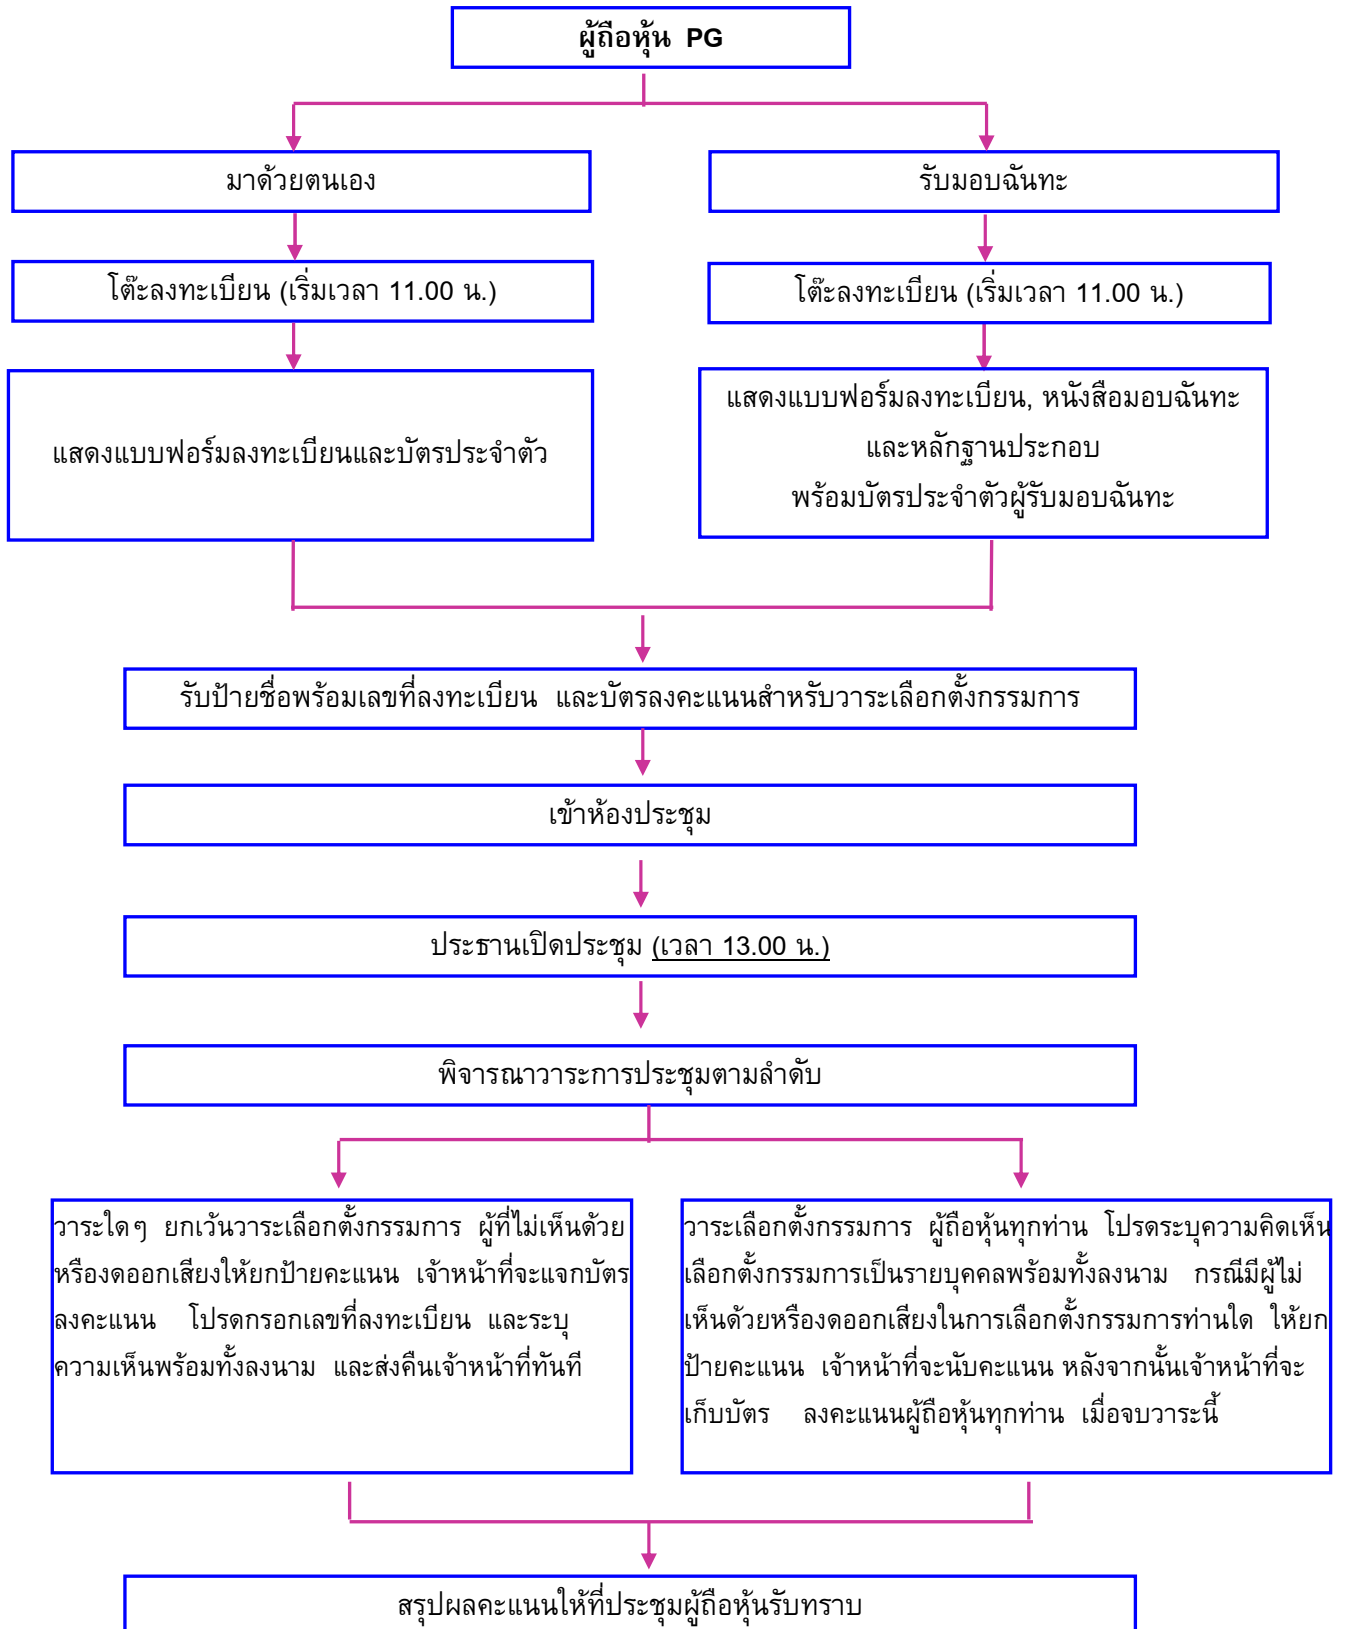 ผู้ถือหุ้น PG
มาด้วยตนเอง
รับมอบฉันทะ
โต๊ะลงทะเบียน (เริ่มเวลา 11.00 น.)
โต๊ะลงทะเบียน (เริ่มเวลา 11.00 น.)
แสดงแบบฟอร์มลงทะเบียนและบัตรประจำตัว
แสดงแบบฟอร์มลงทะเบียน, หนังสือมอบฉันทะ
และหลักฐานประกอบ
พร้อมบัตรประจำตัวผู้รับมอบฉันทะ
รับป้ายชื่อพร้อมเลขที่ลงทะเบียน และบัตรลงคะแนนสำหรับวาระเลือกตั้งกรรมการ
เข้าห้องประชุม
ประธานเปิดประชุม (เวลา 13.00 น.)
พิจารณาวาระการประชุมตามลำดับ
วาระใดๆ ยกเว้นวาระเลือกตั้งกรรมการ ผู้ที่ไม่เห็นด้วย
หรืองดออกเสียงให้ยกป้ายคะแนน เจ้าหน้าที่จะแจกบัตร
ลงคะแนน โปรดกรอกเลขที่ลงทะเบียน และระบุ
ความเห็นพร้อมทั้งลงนาม และส่งคืนเจ้าหน้าที่ทันที
วาระเลือกตั้งกรรมการ ผู้ถือหุ้นทุกท่าน โปรดระบุความคิดเห็น
เลือกตั้งกรรมการเป็นรายบุคคลพร้อมทั้งลงนาม กรณีมีผู้ไม่
เห็นด้วยหรืองดออกเสียงในการเลือกตั้งกรรมการท่านใด ให้ยก
ป้ายคะแนน เจ้าหน้าที่จะนับคะแนน หลังจากนั้นเจ้าหน้าที่จะ
เก็บบัตร ลงคะแนนผู้ถือหุ้นทุกท่าน เมื่อจบวาระนี้
สรุปผลคะแนนให้ที่ประชุมผู้ถือหุ้นรับทราบ